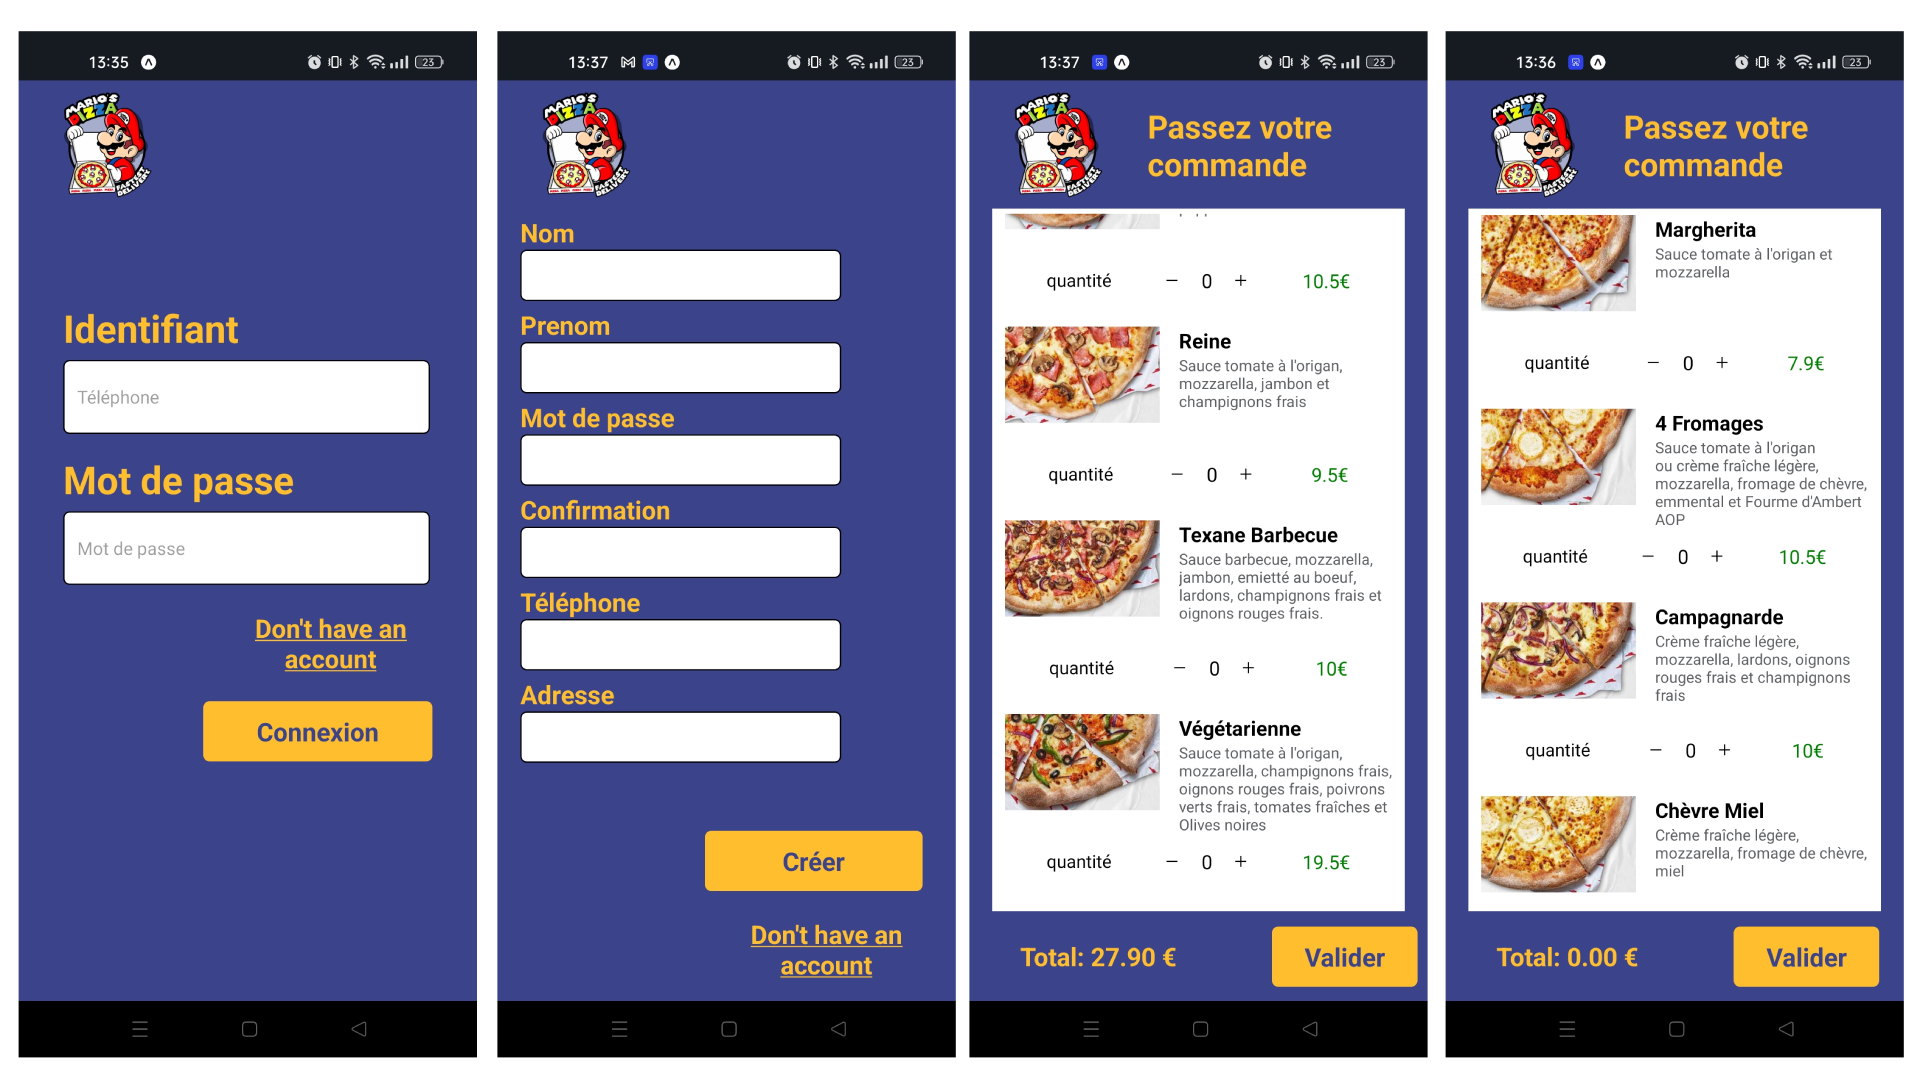 13:35
23
MARIO'S
PIZZA
FASTEST
DELIVERY
Identifiant
Téléphone
Mot de passe
Mot de passe
Don't have an
account
Connexion
13:37
23
MARIO'S
PIZZA
FASTEST
DELIVERY
Nom
Prenom
Mot de passe
Confirmation
Téléphone
Adresse
Créer
Don't have an
account
13:37
23
MARIO'S
PIZZA
FASTEST
DELIVERY
Passez votre
commande
quantité − 0 + 10.5€
Reine
Sauce tomate à l'origan,
mozzarella, jambon et
champignons frais
quantité − 0 + 9.5€
Texane Barbecue
Sauce barbecue, mozzarella,
jambon, emietté au boeuf,
lardons, champignons frais et
oignons rouges frais.
quantité − 0 + 10€
Végétarienne
Sauce tomate à l'origan,
mozzarella, champignons frais,
oignons rouges frais, poivrons
verts frais, tomates fraîches et
Olives noires
quantité − 0 + 19.5€
Total: 27.90 €
Valider
13:36
23
MARIO'S
PIZZA
FASTEST
DELIVERY
Passez votre
commande
Margherita
Sauce tomate à l'origan et
mozzarella
quantité − 0 + 7.9€
4 Fromages
Sauce tomate à l'origan
ou crème fraîche légère,
mozzarella, fromage de chèvre,
emmental et Fourme d'Ambert
AOP
quantité − 0 + 10.5€
Campagnarde
Crème fraîche légère,
mozzarella, lardons, oignons
rouges frais et champignons
frais
quantité − 0 + 10€
Chèvre Miel
Crème fraîche légère,
mozzarella, fromage de chèvre,
miel
Total: 0.00 €
Valider